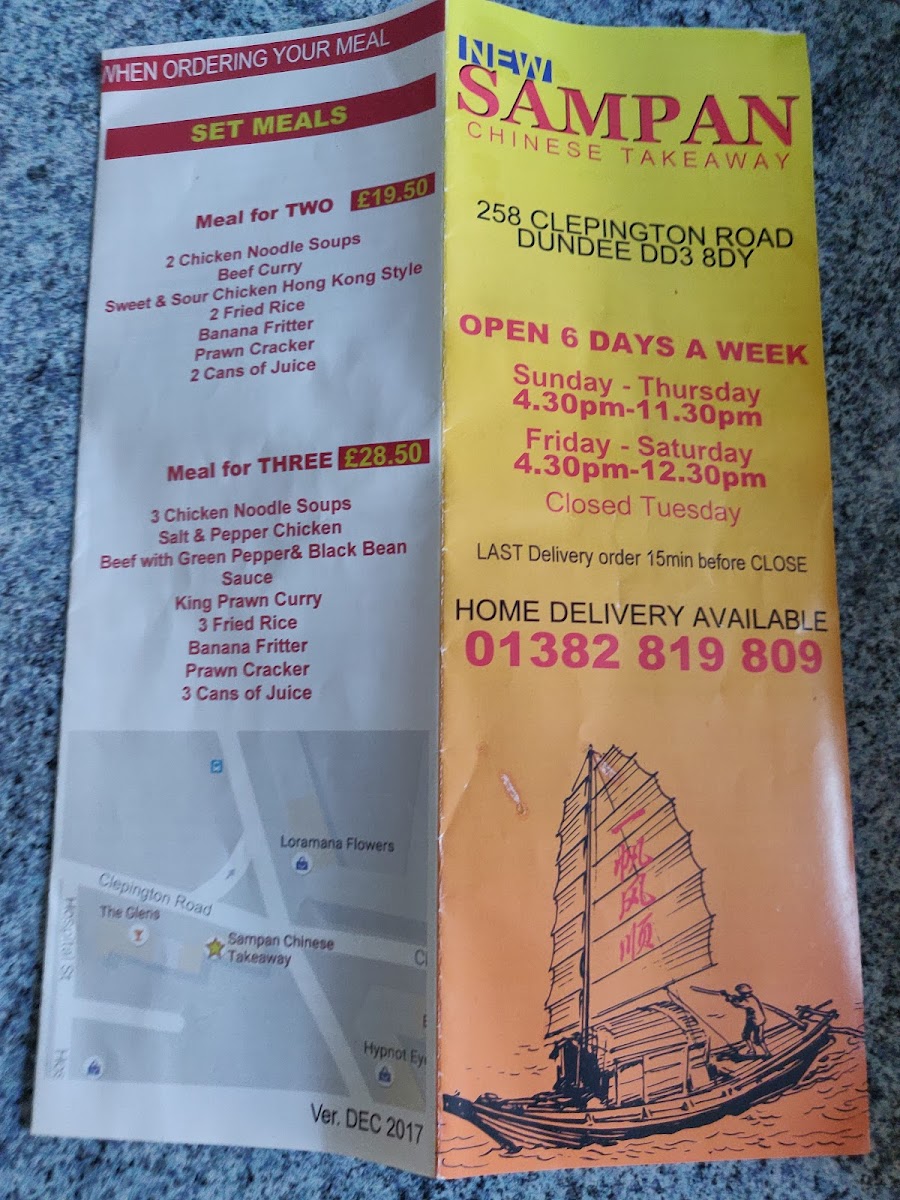 WHEN ORDERING YOUR MEAL
SET MEALS
Meal for TWO £19.50
2 Chicken Noodle Soups
Beef Curry
Sweet & Sour Chicken Hong Kong Style
2 Fried Rice
Banana Fritter
Prawn Cracker
2 Cans of Juice
Meal for THREE £28.50
3 Chicken Noodle Soups
Salt & Pepper Chicken
Beef with Green Pepper& Black Bean
Sauce
King Prawn Curry
3 Fried Rice
Banana Fritter
Prawn Cracker
3 Cans of Juice
Loramana Flowers
Clepington Road
The Glens
Sampan Chinese
Takeaway
Hospital St
Hypnot Ey
Ver. DEC 2017
NEW
SAMPAN
CHINESE TAKEAWAY
258 CLEPINGTON ROAD
DUNDEE DD3 8DY
OPEN 6 DAYS A WEEK
Sunday - Thursday
4.30pm-11.30pm
Friday - Saturday
4.30pm-12.30pm
Closed Tuesday
LAST Delivery order 15min before CLOSE
HOME DELIVERY AVAILABLE
01382 819 809
一帆风顺